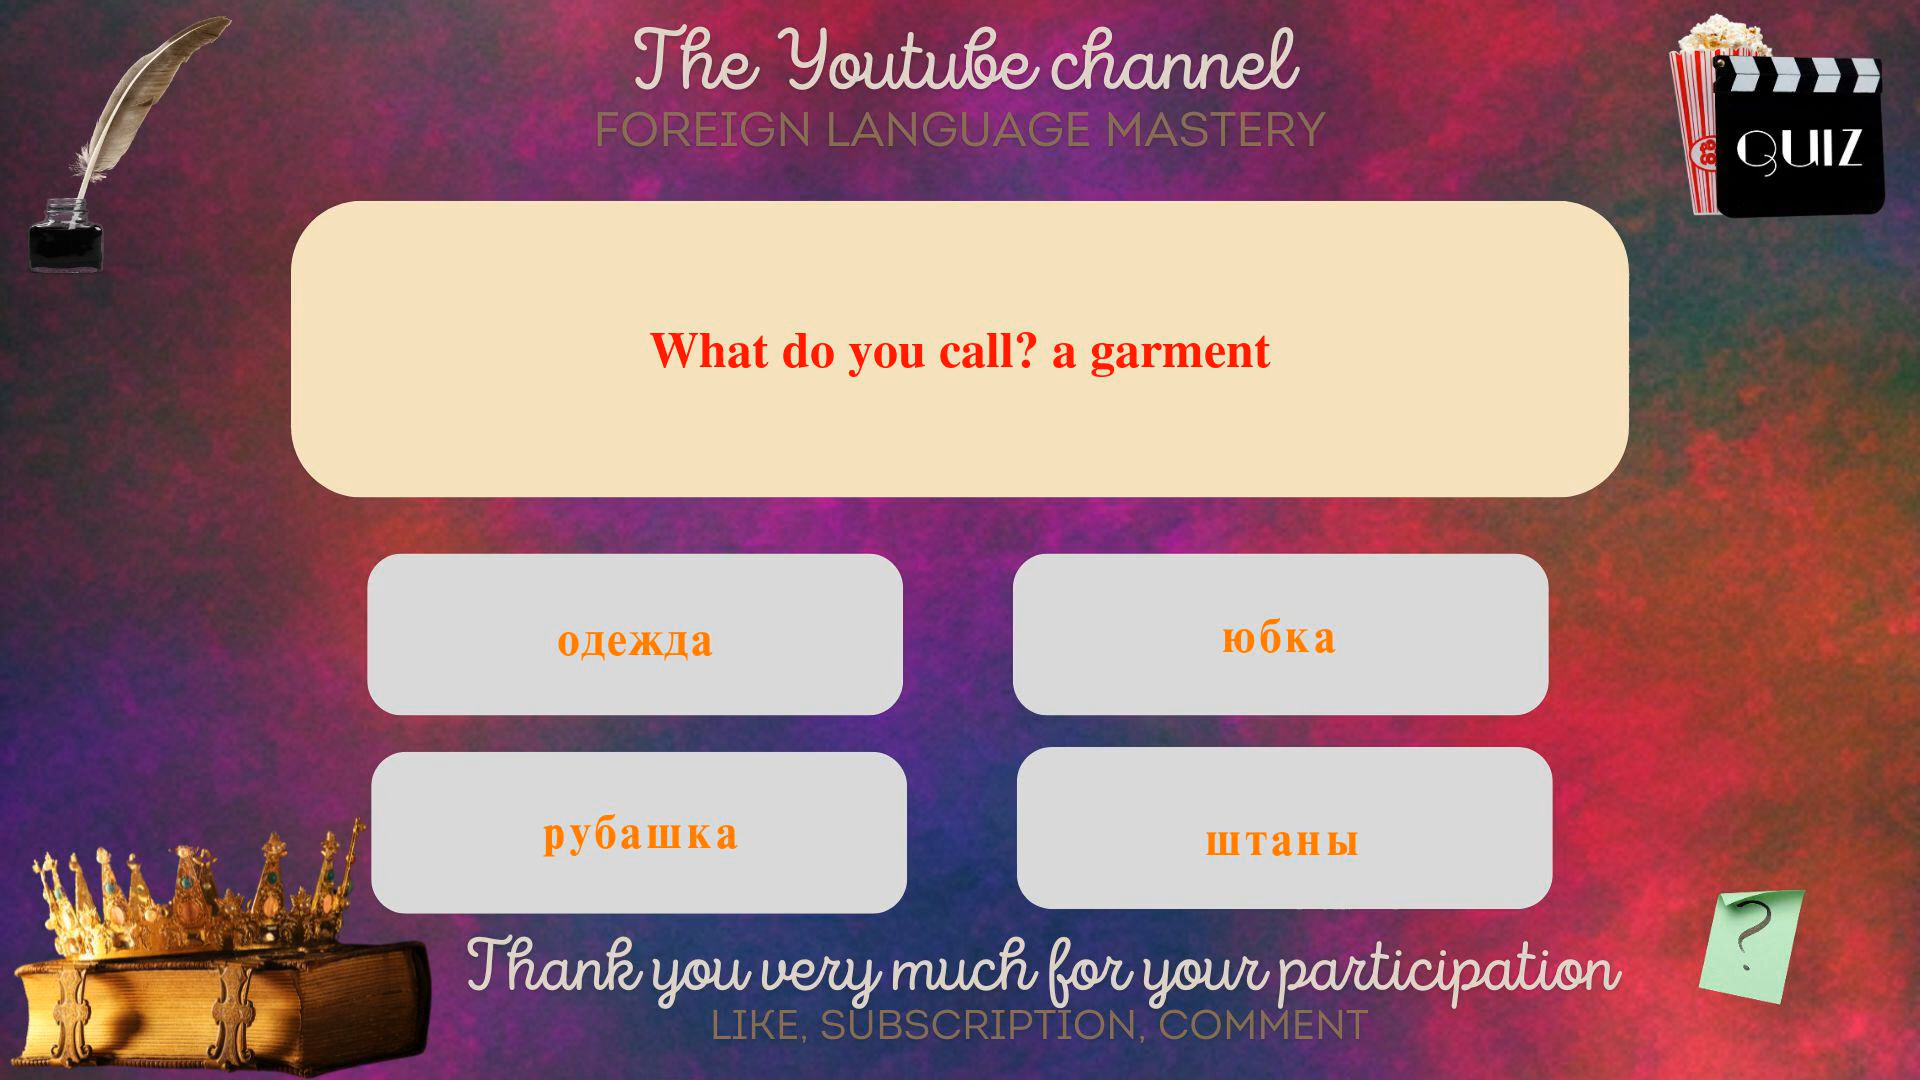 The Youtube channel
FOREIGN LANGUAGE MASTERY
QUIZ
88
What do you call? a garment
одежда
юбка
рубашка
штаны
?
Thank you very much for your participation
LIKE, SUBSCRIPTION, COMMENT